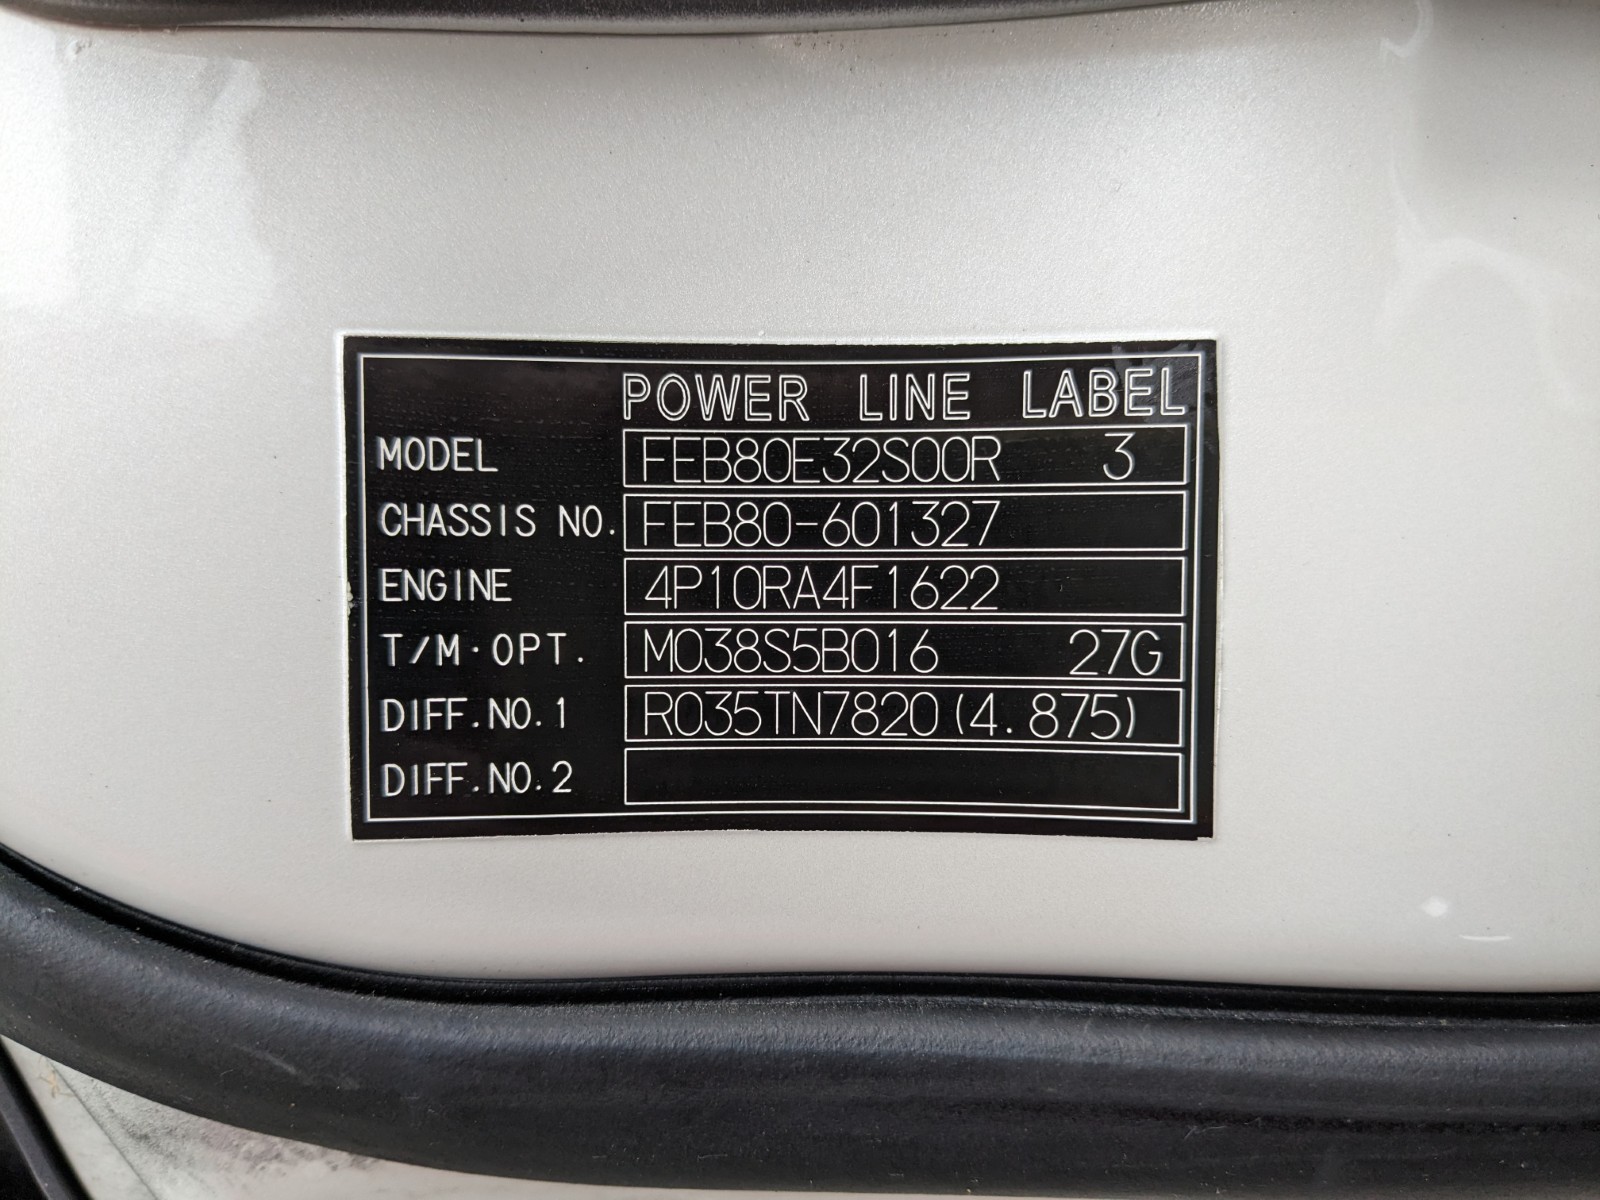 POWER LINE LABEL
MODEL FEB80E32S00R 3
CHASSIS NO. FEB80-601327
ENGINE 4P10RA4F1622
T/M·OPT. M038S5B016 27G
DIFF.NO.1 R035TN7820(4.875)
DIFF.NO.2